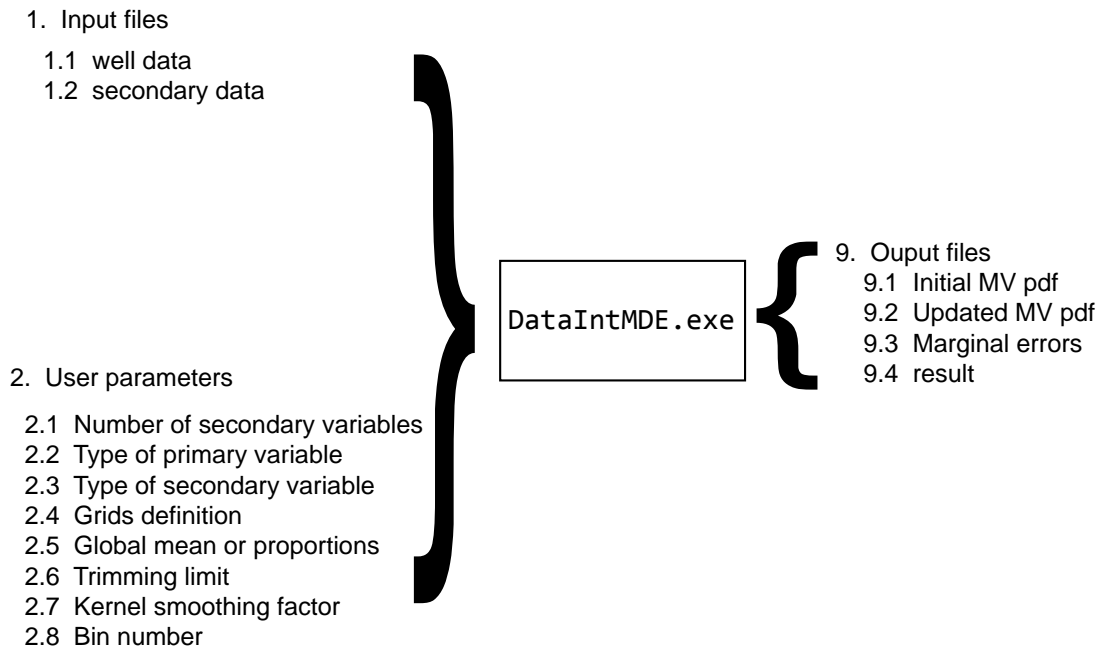 1. Input files
1.1 well data
1.2 secondary data
2. User parameters
2.1 Number of secondary variables
2.2 Type of primary variable
2.3 Type of secondary variable
2.4 Grids definition
2.5 Global mean or proportions
2.6 Trimming limit
2.7 Kernel smoothing factor
2.8 Bin number
DataIntMDE.exe
9. Ouput files
9.1 Initial MV pdf
9.2 Updated MV pdf
9.3 Marginal errors
9.4 result